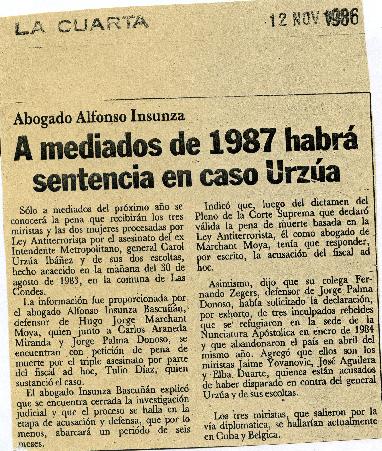 LA CUARTA
12 NOV 1986
Abogado Alfonso Insunza
A mediados de 1987 habrá
sentencia en caso Urzúa
Sólo a mediados del próximo año se
conocerá la pena que recibirán los tres
miristas y las dos mujeres procesadas por
Ley Antiterrorista por el asesinato del ex
Intendente Metropolitano, general Carol
Urzúa Ibáñez y de sus dos escoltas,
hecho acaecido en la mañana del 30 de
agosto de 1983, en la comuna de Las
Condes.
La información fue proporcionada por
el abogado Alfonso Insunza Bascuñán,
defensor de Hugo Jorge Marchant
Moya, quien junto a Carlos Araneda
Miranda y Jorge Palma Donoso, se
encuentran con petición de pena de
muerte por el triple asesinato por parte
del fiscal ad hoc, Tulio Díaz, quien
sustanció el caso.
El abogado Insunza Bascuñán explicó
que se encuentra cerrada la investigación
judicial y que el proceso se halla en la
etapa de acusación y defensa, que por lo
menos, abarcará un período de seis
meses.
Indicó que, luego del dictamen del
Pleno de la Corte Suprema que declaró
válida la pena de muerte basada en la
Ley Antiterrorista, él como abogado de
Marchant Moya, tenía que responder,
por escrito, la acusación del fiscal ad
hoc.
Asimismo, dijo que su colega Fer-
nando Zegers, defensor de Jorge Palma
Donoso, había solicitado la declaración,
por exhorto, de tres inculpados rebeldes
que se refugiaron en la sede de la
Nunciatura Apostólica en enero de 1984
y que abandonaron el país en abril del
mismo año. Agregó que ellos son los
miristas Jaime Yovanovic, José Aguilera
y Elba Duarte, quienes están acusados
de haber disparado en contra del general
Urzúa y de sus escoltas.
Los tres miristas, que salieron por la
vía diplomática, se hallarían actualmente
en Cuba y Bélgica.